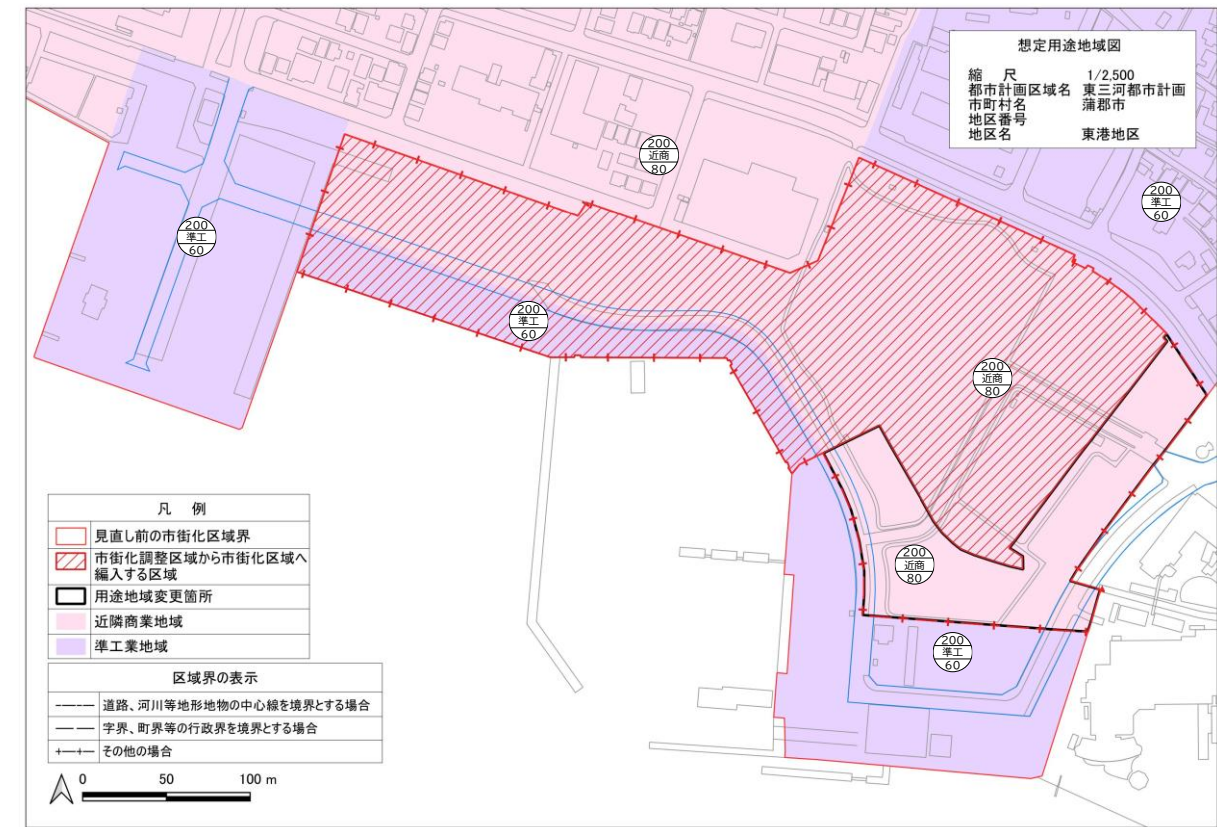 想定用途地域図
縮 尺 1/2,500
都市計画区域名 東三河都市計画
市町村名 蒲郡市
地区番号
地区名 東港地区
200
近商
80
200
準工
60
200
準工
60
200
準工
60
200
近商
80
200
近商
80
200
準工
60
凡 例
見直し前の市街化区域界
市街化調整区域から市街化区域へ
編入する区域
用途地域変更箇所
近隣商業地域
準工業地域
区域界の表示
道路、河川等地形地物の中心線を境界とする場合
字界、町界等の行政界を境界とする場合
その他の場合
0 50 100 m